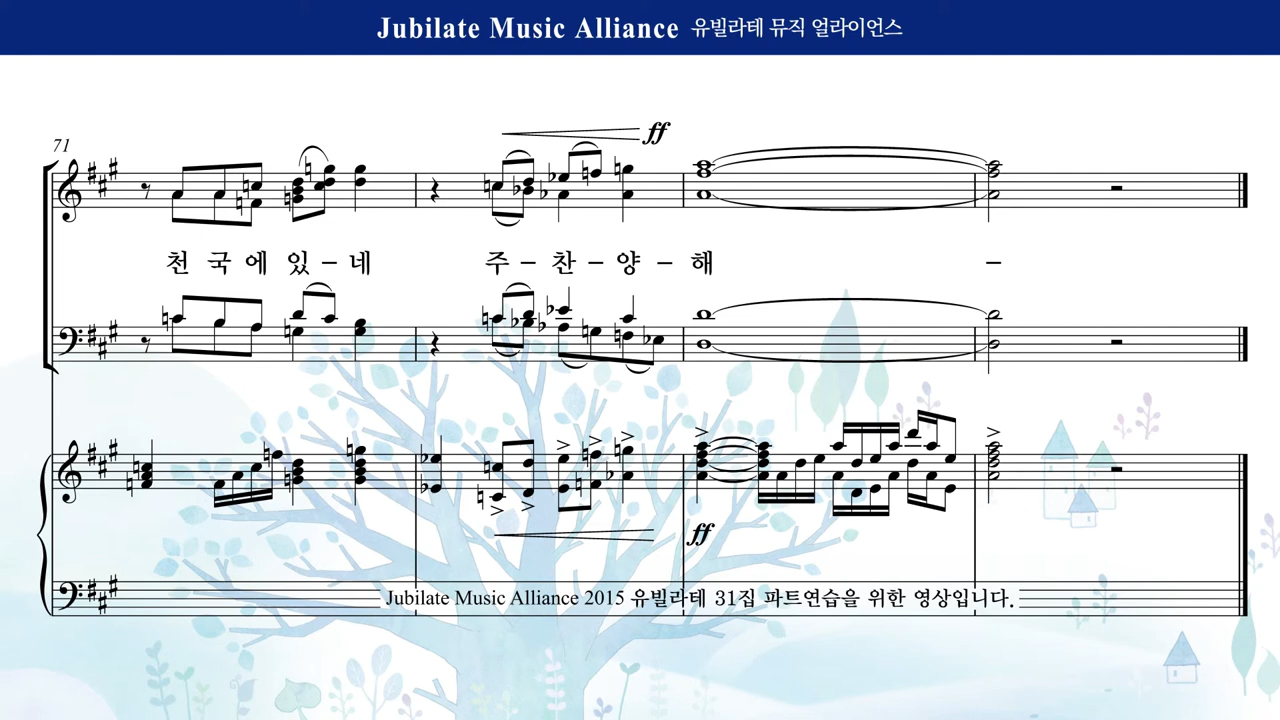 Jubilate Music Alliance 유빌라테 뮤직 얼라이언스
71
ff
천 국 에 있 - 네 주 - 찬 - 양 - 해 -
ff
Jubilate Music Alliance 2015 유빌라테 31집 파트연습을 위한 영상입니다.